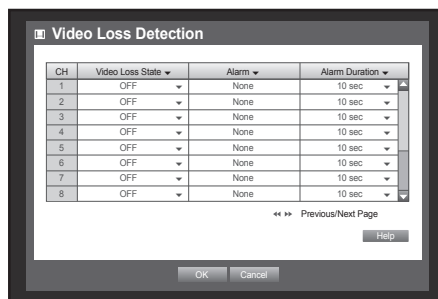 Video Loss Detection
CH Video Loss State Alarm Alarm Duration
1 OFF None 10 sec
2 OFF None 10 sec
3 OFF None 10 sec
4 OFF None 10 sec
5 OFF None 10 sec
6 OFF None 10 sec
7 OFF None 10 sec
8 OFF None 10 sec
Previous/Next Page
Help
OK Cancel